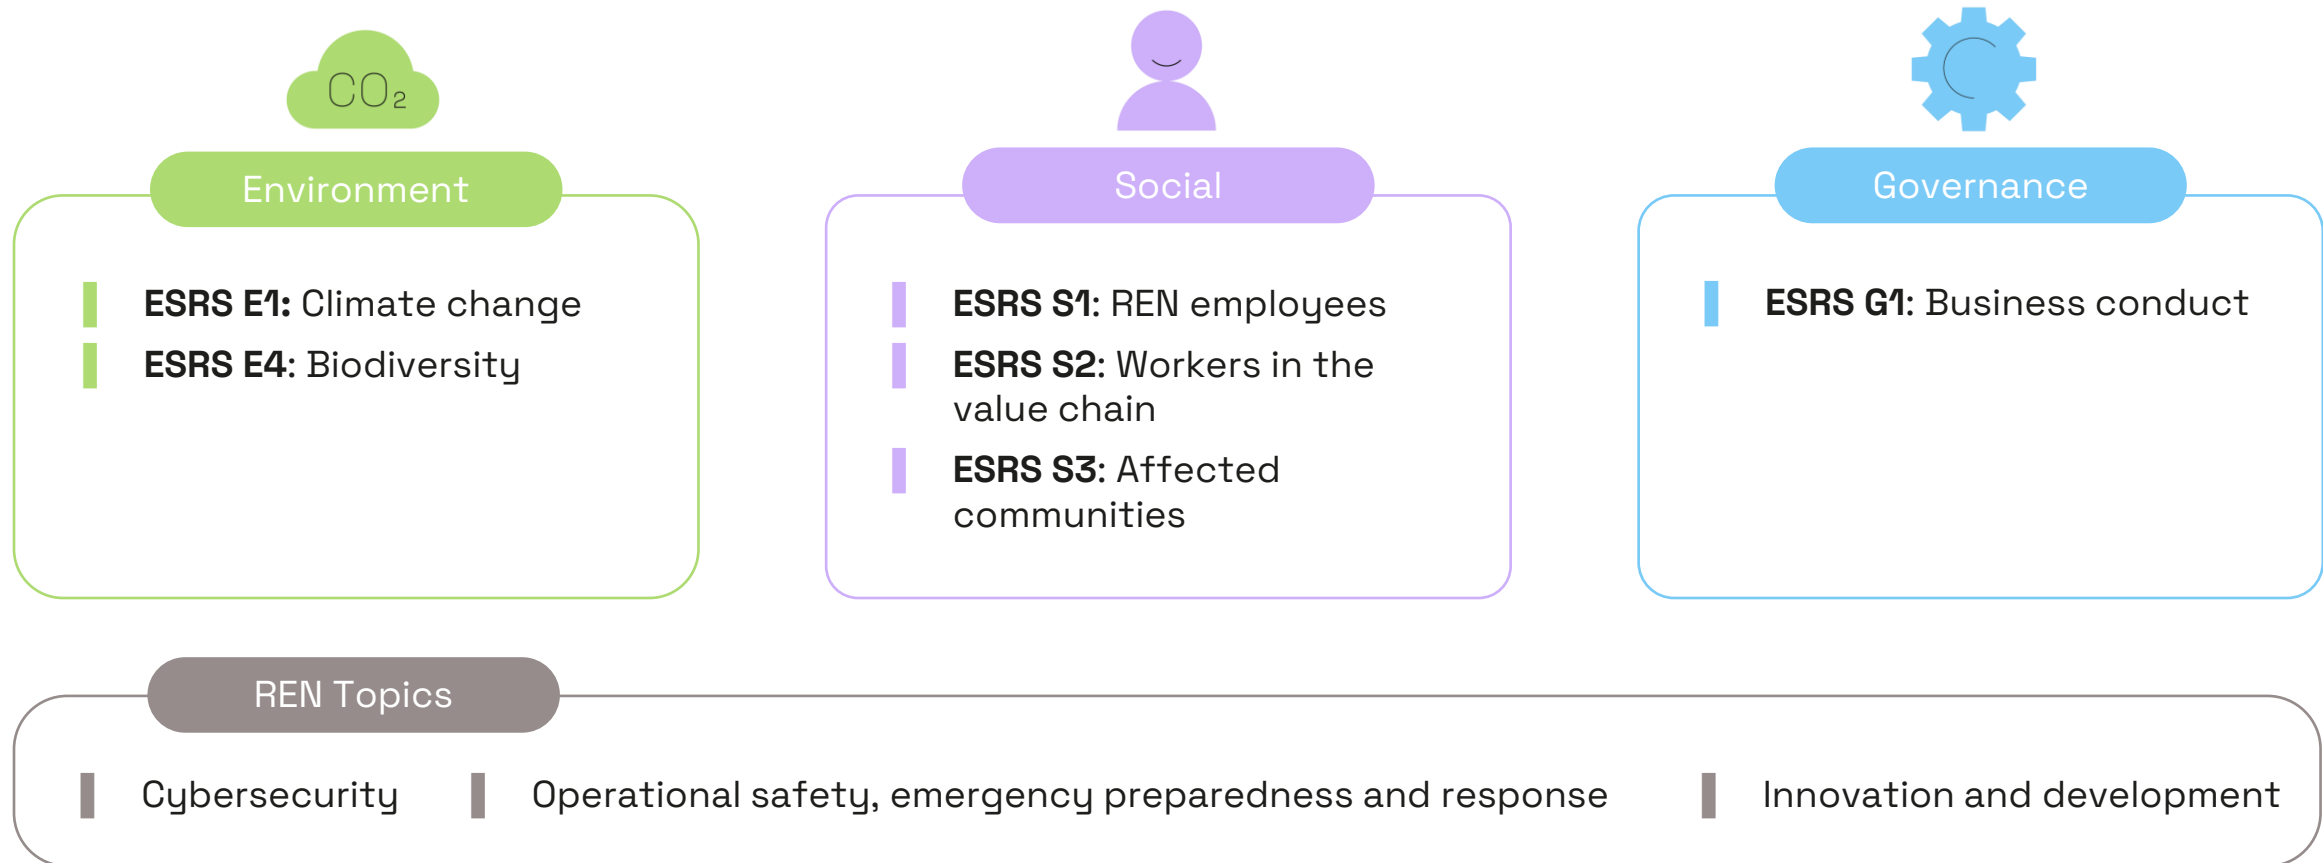 CO₂
Environment
ESRS E1: Climate change
ESRS E4: Biodiversity
Social
ESRS S1: REN employees
ESRS S2: Workers in the
value chain
ESRS S3: Affected
communities
Governance
ESRS G1: Business conduct
REN Topics
Cybersecurity
Operational safety, emergency preparedness and response
Innovation and development